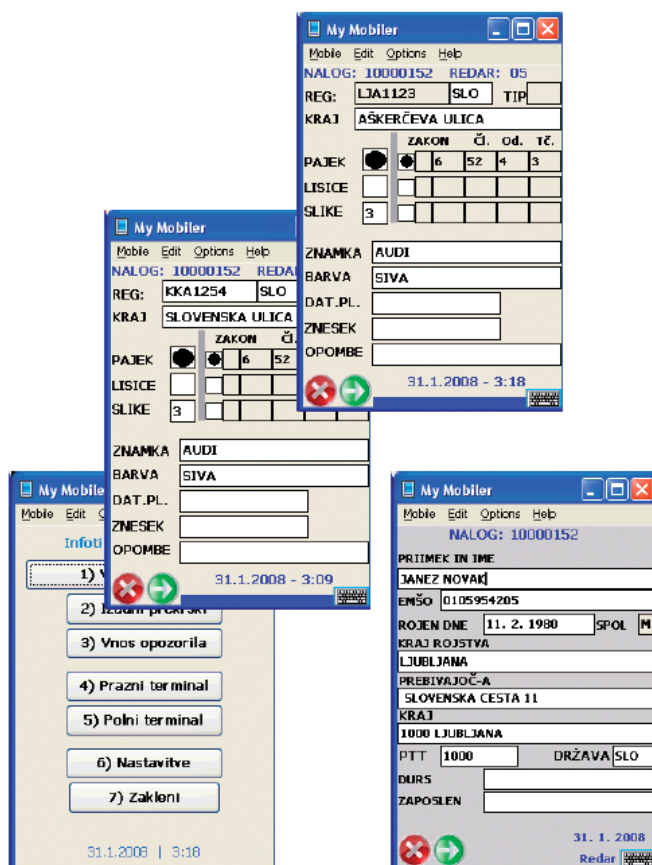 My Mobiler
Mobile Edit Options Help
NALOG: 10000152 REDAR: 05
REG: LJA1123 SLO TIP
KRAJ AŠKERČEVA ULICA
ZAKON Čl. Od. Tč.
PAJEK 6 52 4 3
LISICE
SLIKE 3
ZNAMKA AUDI
BARVA SIVA
DAT.PL.
ZNESEK
OPOMBE
31.1.2008 - 3:18
My Mobiler
Mobile Edit Options Help
NALOG: 10000152
REG: KKA1254 SLO
KRAJ SLOVENSKA ULICA
ZAKON
PAJEK 6 52
LISICE
SLIKE 3
ZNAMKA AUDI
BARVA SIVA
DAT.PL.
ZNESEK
OPOMBE
31.1.2008 - 3:09
My Mobile
Mobile Edit
1)
2)
3) Vnos opozorila
4) Prazni terminal
5) Polni terminal
6) Nastavitve
7) Zakleni
31.1.2008 | 3:18
My Mobiler
Mobile Edit Options Help
NALOG: 10000152
PRIIMEK IN IME
JANEZ NOVAK
EMŠO 0105954205
ROJEN DNE 11. 2. 1980 SPOL M
KRAJ ROJSTVA
LJUBLJANA
PREBIVAJOČ-A
SLOVENSKA CESTA 11
KRAJ
1000 LJUBLJANA
PTT 1000 DRŽAVA SLO
DURS
ZAPOSLEN
31. 1. 2008
Redar